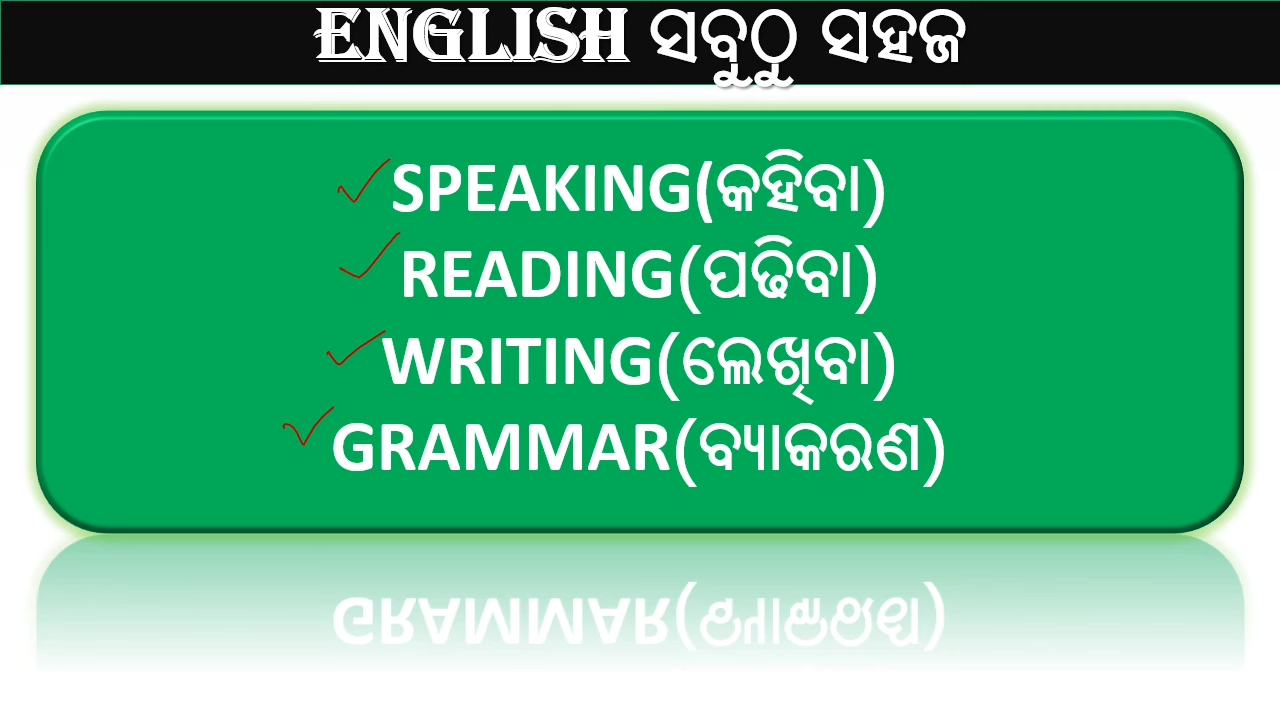 ENGLISH ସବୁଠୁ ସହଜ
SPEAKING(କହିବା)
READING(ପଢିବା)
WRITING(ଲେଖିବା)
GRAMMAR(ବ୍ୟାକରଣ)